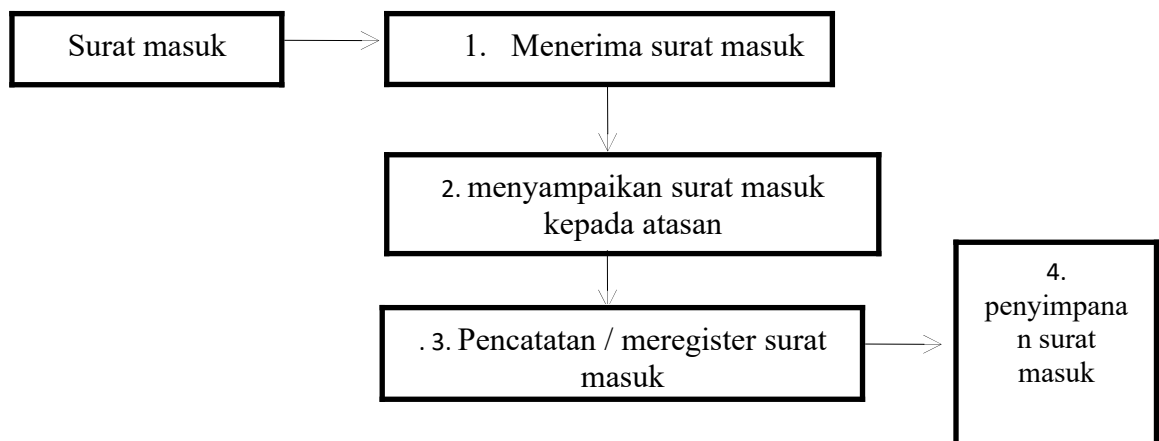 Surat masuk
1. Menerima surat masuk
2. menyampaikan surat masuk
kepada atasan
. 3. Pencatatan / meregister surat
masuk
4.
penyimpana
n surat
masuk